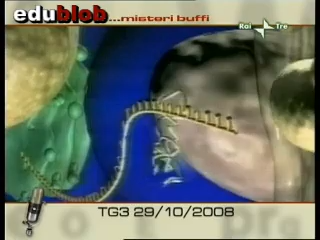 edublob
...misteri buffi
Rai Tre
TG3 29/10/2008